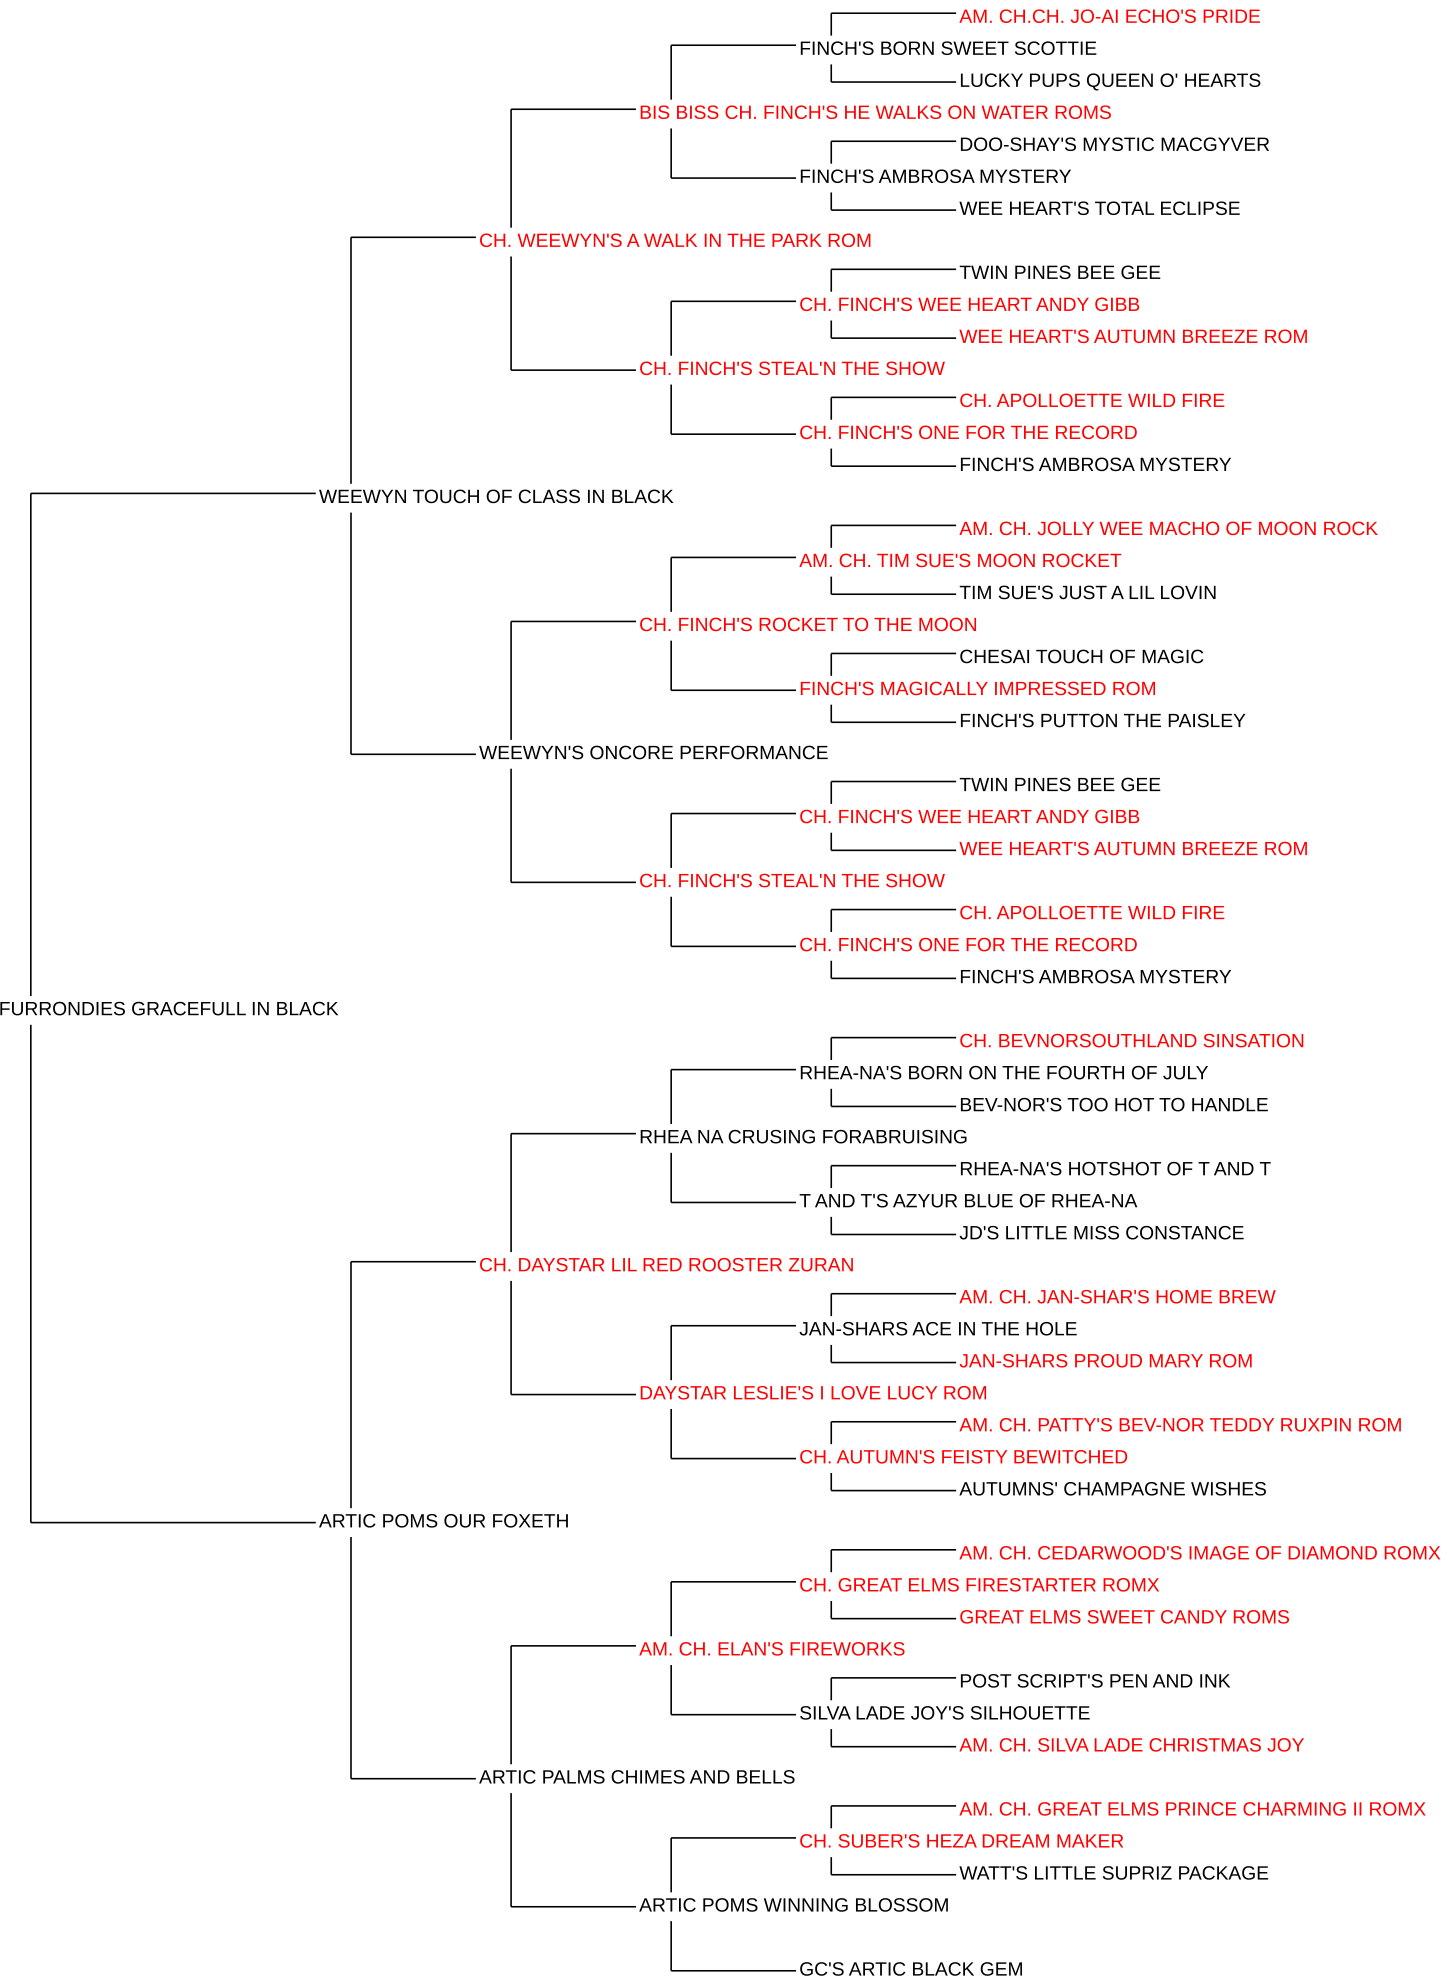 AM. CH.CH. JO-AI ECHO'S PRIDE
FINCH'S BORN SWEET SCOTTIE
LUCKY PUPS QUEEN O' HEARTS
BIS BISS CH. FINCH'S HE WALKS ON WATER ROMS
DOO-SHAY'S MYSTIC MACGYVER
FINCH'S AMBROSA MYSTERY
WEE HEART'S TOTAL ECLIPSE
CH. WEEWYN'S A WALK IN THE PARK ROM
TWIN PINES BEE GEE
CH. FINCH'S WEE HEART ANDY GIBB
WEE HEART'S AUTUMN BREEZE ROM
CH. FINCH'S STEAL'N THE SHOW
CH. APOLLOETTE WILD FIRE
CH. FINCH'S ONE FOR THE RECORD
FINCH'S AMBROSA MYSTERY
WEEWYN TOUCH OF CLASS IN BLACK
AM. CH. JOLLY WEE MACHO OF MOON ROCK
AM. CH. TIM SUE'S MOON ROCKET
TIM SUE'S JUST A LIL LOVIN
CH. FINCH'S ROCKET TO THE MOON
CHESAI TOUCH OF MAGIC
FINCH'S MAGICALLY IMPRESSED ROM
FINCH'S PUTTON THE PAISLEY
WEEWYN'S ONCORE PERFORMANCE
TWIN PINES BEE GEE
CH. FINCH'S WEE HEART ANDY GIBB
WEE HEART'S AUTUMN BREEZE ROM
CH. FINCH'S STEAL'N THE SHOW
CH. APOLLOETTE WILD FIRE
CH. FINCH'S ONE FOR THE RECORD
FINCH'S AMBROSA MYSTERY
FURRONDIES GRACEFULL IN BLACK
CH. BEVNORSOUTHLAND SINSATION
RHEA-NA'S BORN ON THE FOURTH OF JULY
BEV-NOR'S TOO HOT TO HANDLE
RHEA NA CRUSING FORABRUISING
RHEA-NA'S HOTSHOT OF T AND T
T AND T'S AZYUR BLUE OF RHEA-NA
JD'S LITTLE MISS CONSTANCE
CH. DAYSTAR LIL RED ROOSTER ZURAN
AM. CH. JAN-SHAR'S HOME BREW
JAN-SHARS ACE IN THE HOLE
JAN-SHARS PROUD MARY ROM
DAYSTAR LESLIE'S I LOVE LUCY ROM
AM. CH. PATTY'S BEV-NOR TEDDY RUXPIN ROM
CH. AUTUMN'S FEISTY BEWITCHED
AUTUMNS' CHAMPAGNE WISHES
ARTIC POMS OUR FOXETH
AM. CH. CEDARWOOD'S IMAGE OF DIAMOND ROMX
CH. GREAT ELMS FIRESTARTER ROMX
GREAT ELMS SWEET CANDY ROMS
AM. CH. ELAN'S FIREWORKS
POST SCRIPT'S PEN AND INK
SILVA LADE JOY'S SILHOUETTE
AM. CH. SILVA LADE CHRISTMAS JOY
ARTIC PALMS CHIMES AND BELLS
AM. CH. GREAT ELMS PRINCE CHARMING II ROMX
CH. SUBER'S HEZA DREAM MAKER
WATT'S LITTLE SUPRIZ PACKAGE
ARTIC POMS WINNING BLOSSOM
GC'S ARTIC BLACK GEM